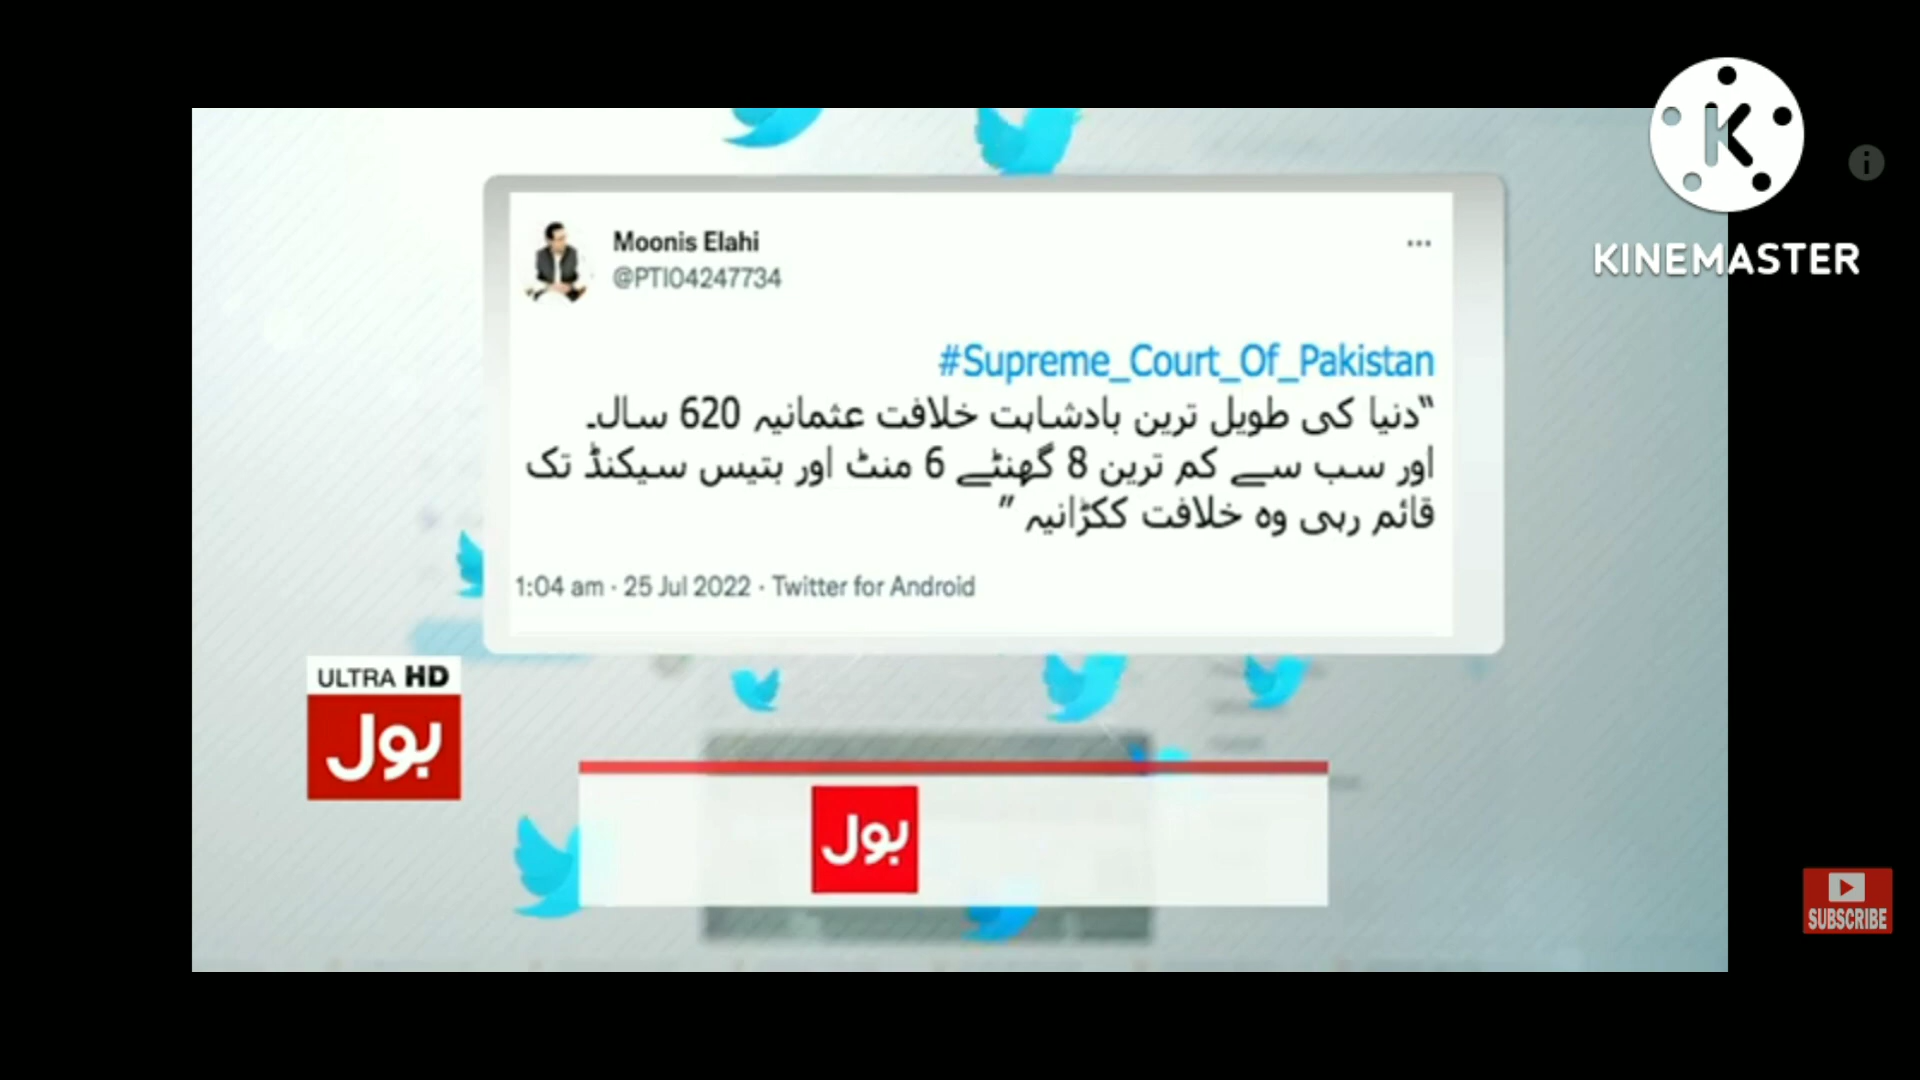 KINEMASTER
Moonis Elahi
@PTI04247734
#Supreme_Court_Of_Pakistan
“دنیا کی طویل ترین بادشاہت خلافت عثمانیہ 620 سال۔
اور سب سے کم ترین 8 گھنٹے 6 منٹ اور بتیس سیکنڈ تک
قائم رہی وہ خلافت ککڑانیہ ”
1:04 am · 25 Jul 2022 · Twitter for Android
ULTRA HD
بول
بول
SUBSCRIBE